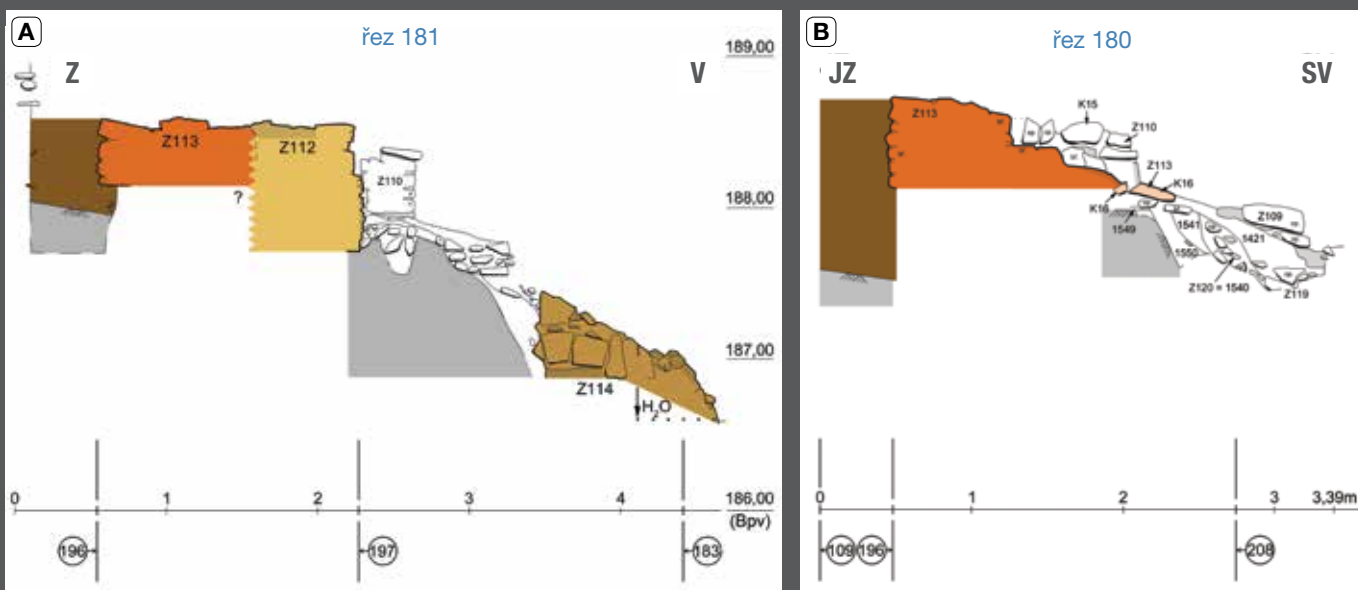 A
řez 181
Z
V
189,00
Z113
Z112
Z110
?
188,00
187,00
Z114
H2O
0
1
2
3
4
186,00
(Bpv)
196
197
183
B
řez 180
JZ
SV
Z113
K15
Z110
Z113
K16
K16
1549
1541
1550
1421
Z109
Z120 = 1540
Z119
0
1
2
3
3,39m
109
196
208